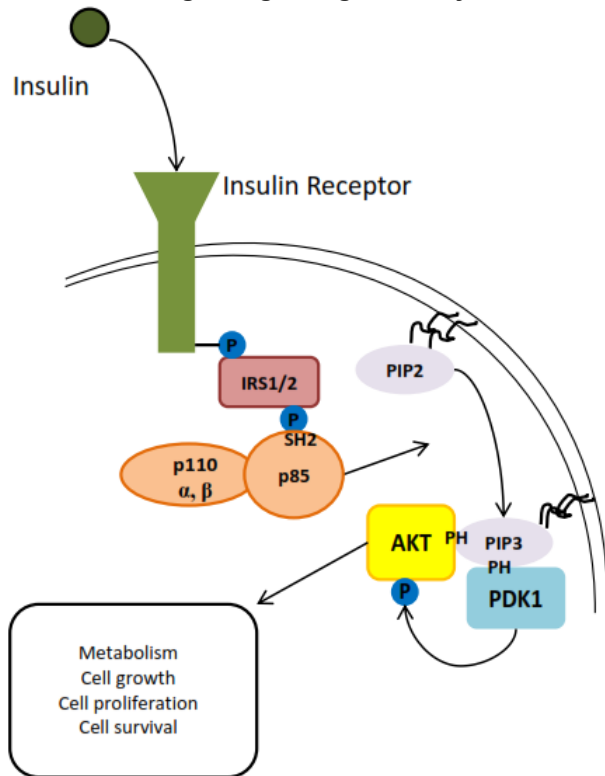 Insulin
Insulin Receptor
P
IRS1/2
P
SH2
p110
α, β
p85
PIP2
AKT
PH
PIP3
PH
P
PDK1
Metabolism
Cell growth
Cell proliferation
Cell survival